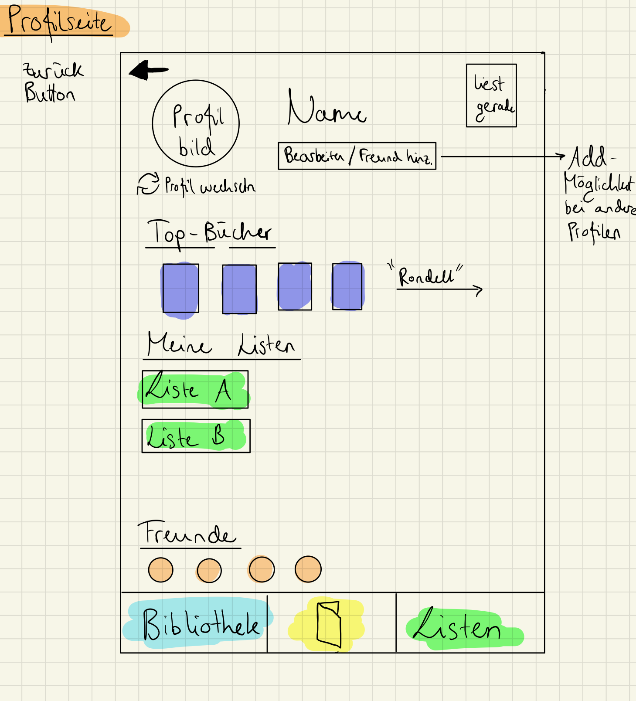 Profilseite
zurück
Button
Profil
bild
Name
liest
gerade
Bearbeiten / Freund hinz.
Add-
Möglichkeit
bei andere
Profilen
Profil wechseln
Top-Bücher
"Rondell"
Meine Listen
Liste A
Liste B
Freunde
Bibliothek
Listen